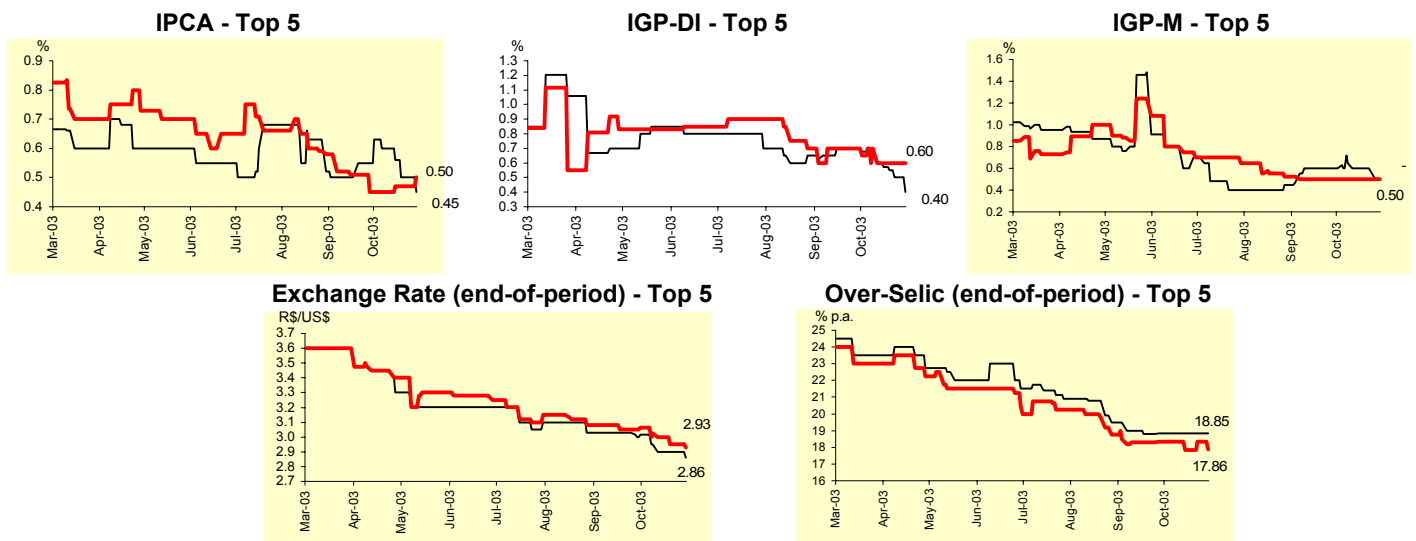 IPCA - Top 5
%
0.9
0.8
0.7
0.6
0.5
0.4
0.50
0.45
Mar-03
Apr-03
May-03
Jun-03
Jul-03
Aug-03
Sep-03
Oct-03
IGP-DI - Top 5
%
1.3
1.2
1.1
1.0
0.9
0.8
0.7
0.6
0.5
0.4
0.3
0.60
0.40
Mar-03
Apr-03
May-03
Jun-03
Jul-03
Aug-03
Sep-03
Oct-03
IGP-M - Top 5
%
1.6
1.4
1.2
1.0
0.8
0.6
0.4
0.2
-
0.50
Mar-03
Apr-03
May-03
Jun-03
Jul-03
Aug-03
Sep-03
Oct-03
Exchange Rate (end-of-period) - Top 5
R$/US$
3.7
3.6
3.5
3.4
3.3
3.2
3.1
3.0
2.9
2.8
2.7
2.93
2.86
Mar-03
Apr-03
May-03
Jun-03
Jul-03
Aug-03
Sep-03
Oct-03
Over-Selic (end-of-period) - Top 5
% p.a.
25
24
23
22
21
20
19
18
17
16
18.85
17.86
Mar-03
Apr-03
May-03
Jun-03
Jul-03
Aug-03
Sep-03
Oct-03